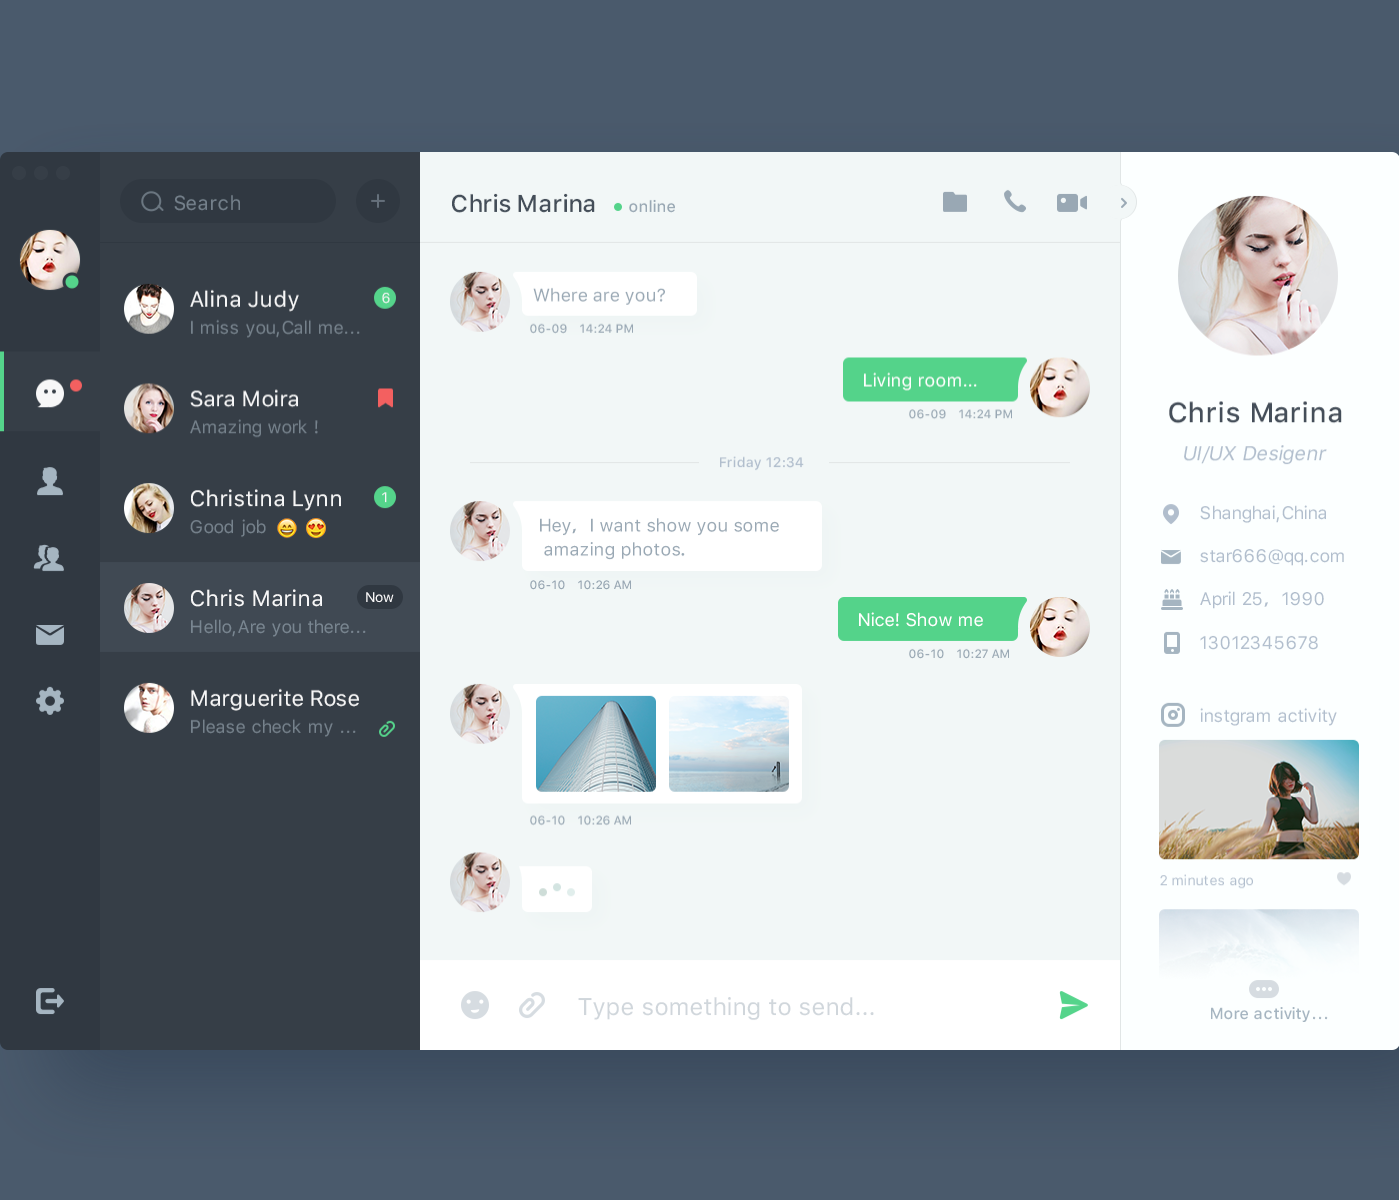 Search
Alina Judy
6
I miss you,Call me...
Sara Moira
Amazing work !
Christina Lynn
1
Good job 😄 😍
Chris Marina
Now
Hello,Are you there...
Marguerite Rose
Please check my ...
Chris Marina
online
Where are you?
06-09 14:24 PM
Living room...
06-09 14:24 PM
Friday 12:34
Hey, I want show you some
amazing photos.
06-10 10:26 AM
Nice! Show me
06-10 10:27 AM
06-10 10:26 AM
Type something to send...
Chris Marina
UI/UX Desigenr
Shanghai,China
star666@qq.com
April 25, 1990
13012345678
instgram activity
2 minutes ago
More activity...